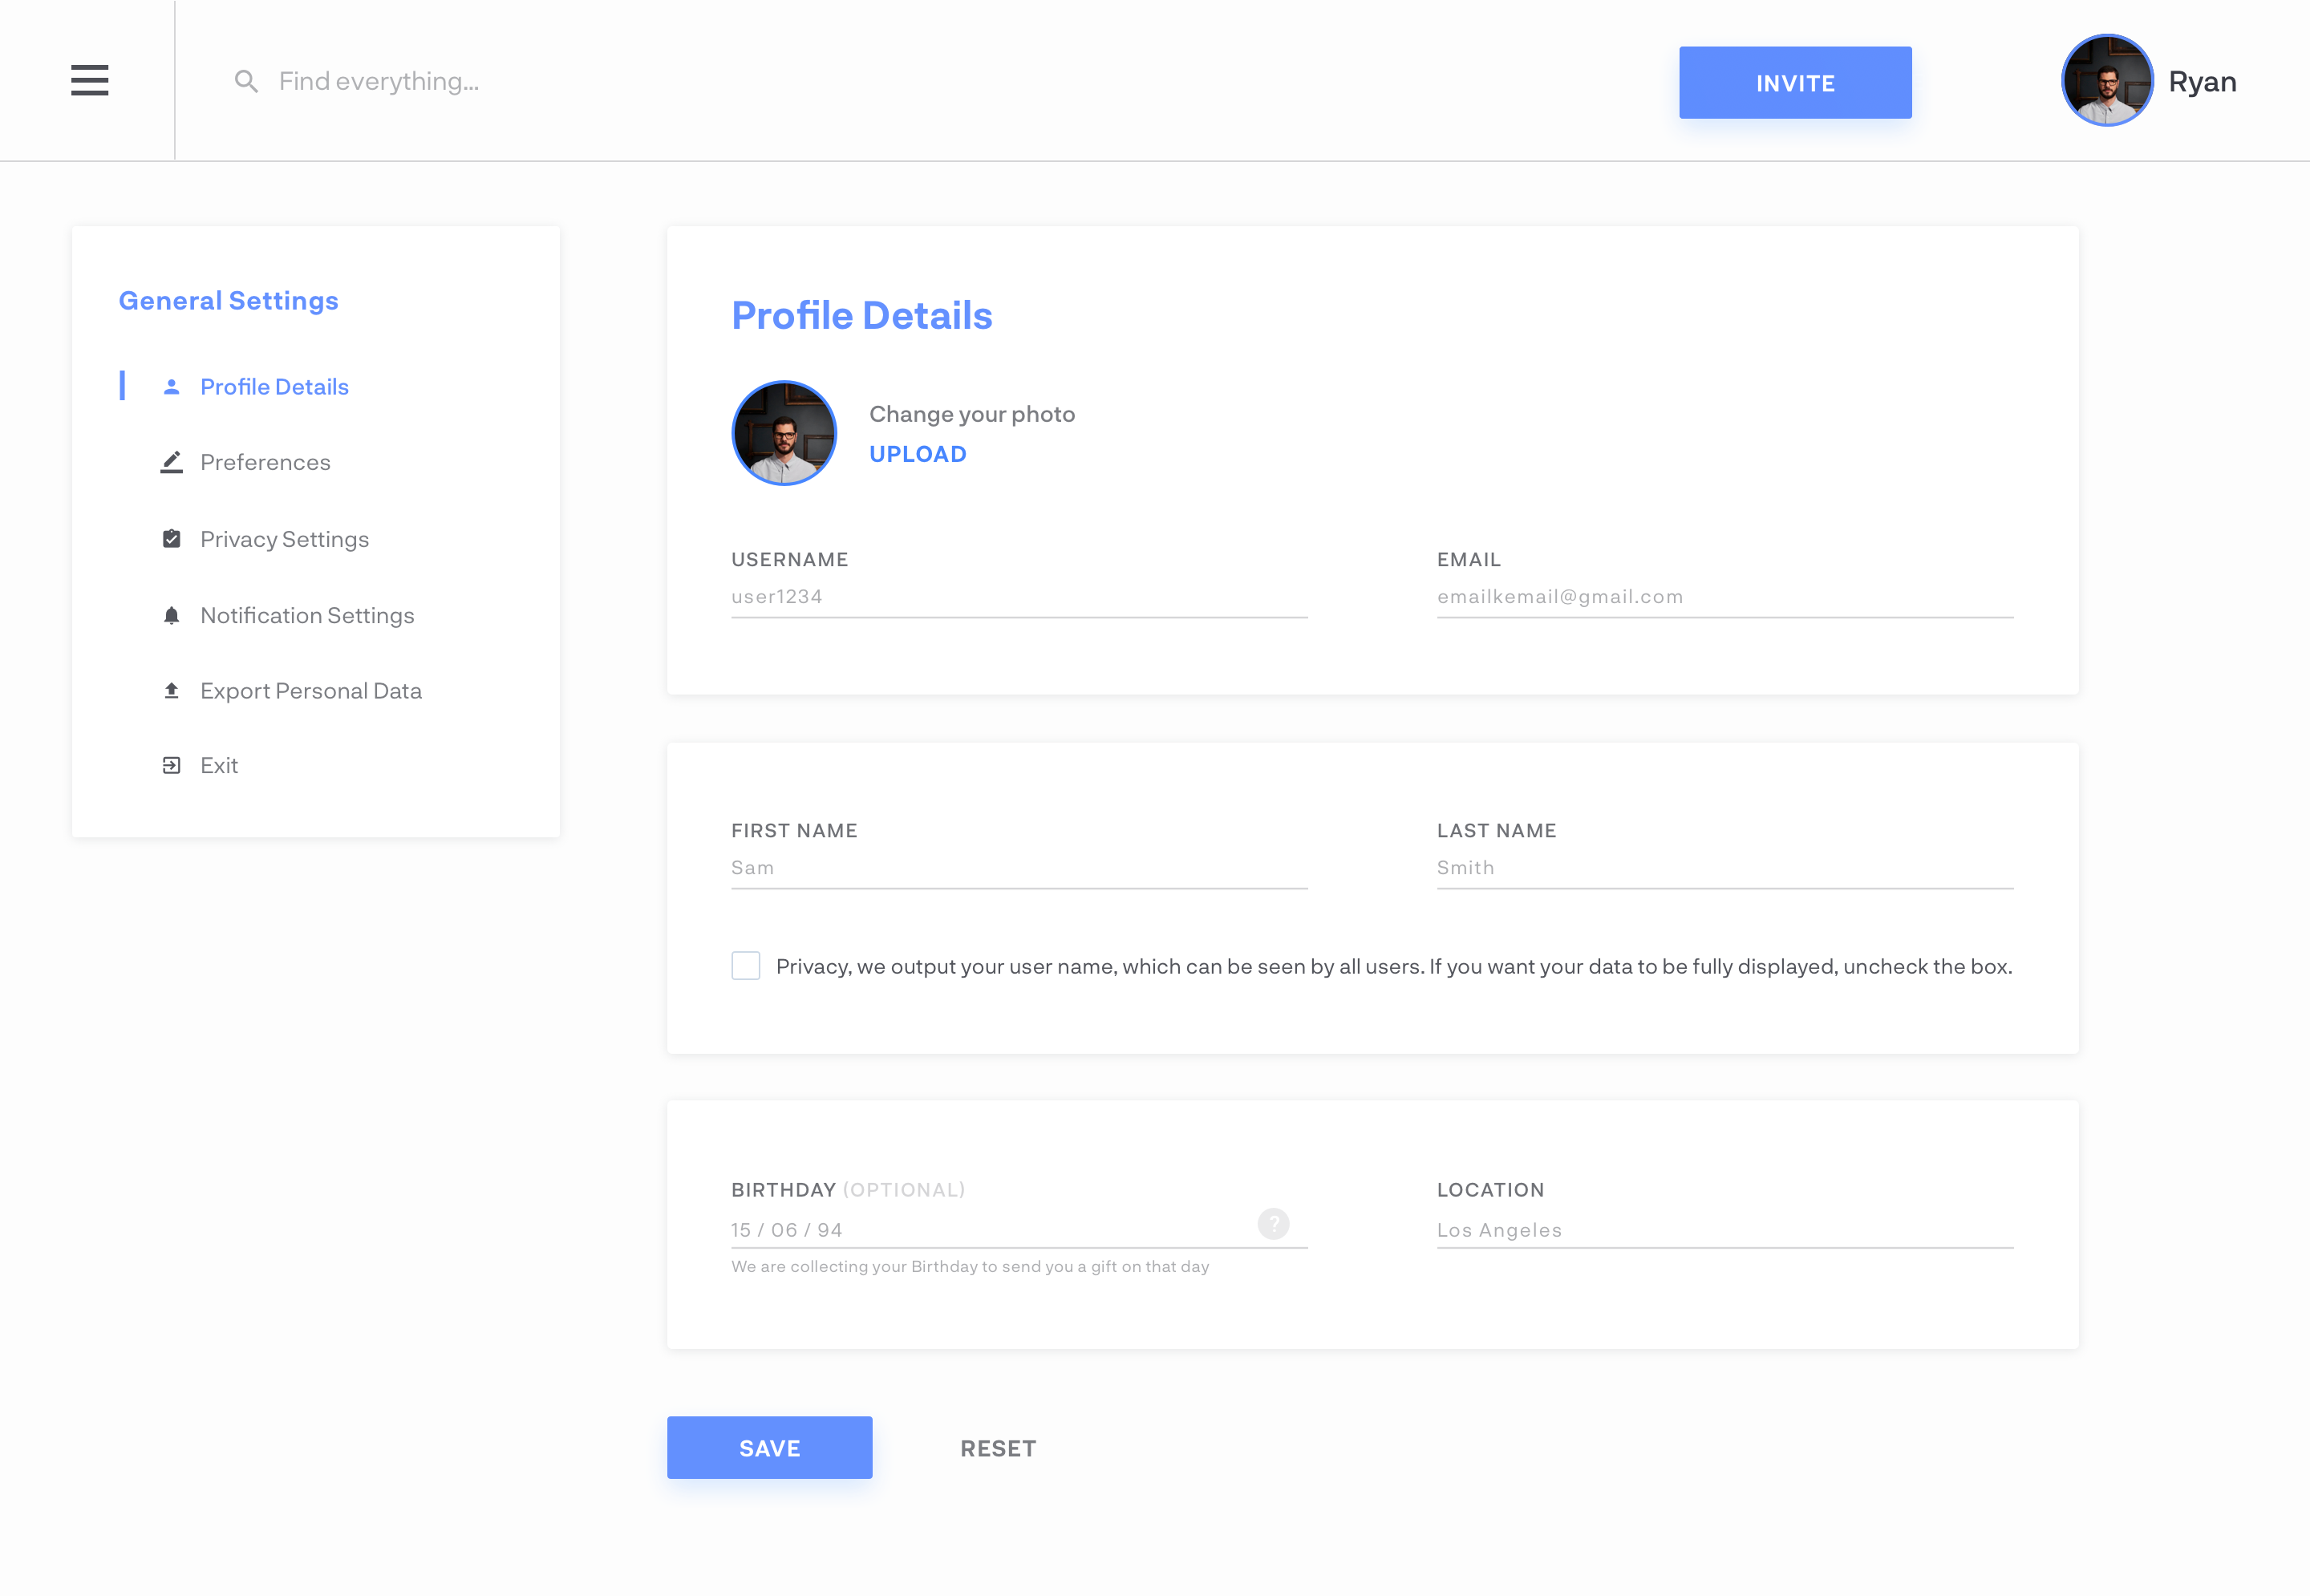 Find everything...
INVITE
Ryan
General Settings
Profile Details
Preferences
Privacy Settings
Notification Settings
Export Personal Data
Exit
Profile Details
Change your photo
UPLOAD
USERNAME
user1234
EMAIL
emailkemail@gmail.com
FIRST NAME
Sam
LAST NAME
Smith
Privacy, we output your user name, which can be seen by all users. If you want your data to be fully displayed, uncheck the box.
BIRTHDAY (OPTIONAL)
15 / 06 / 94
?
We are collecting your Birthday to send you a gift on that day
LOCATION
Los Angeles
SAVE
RESET